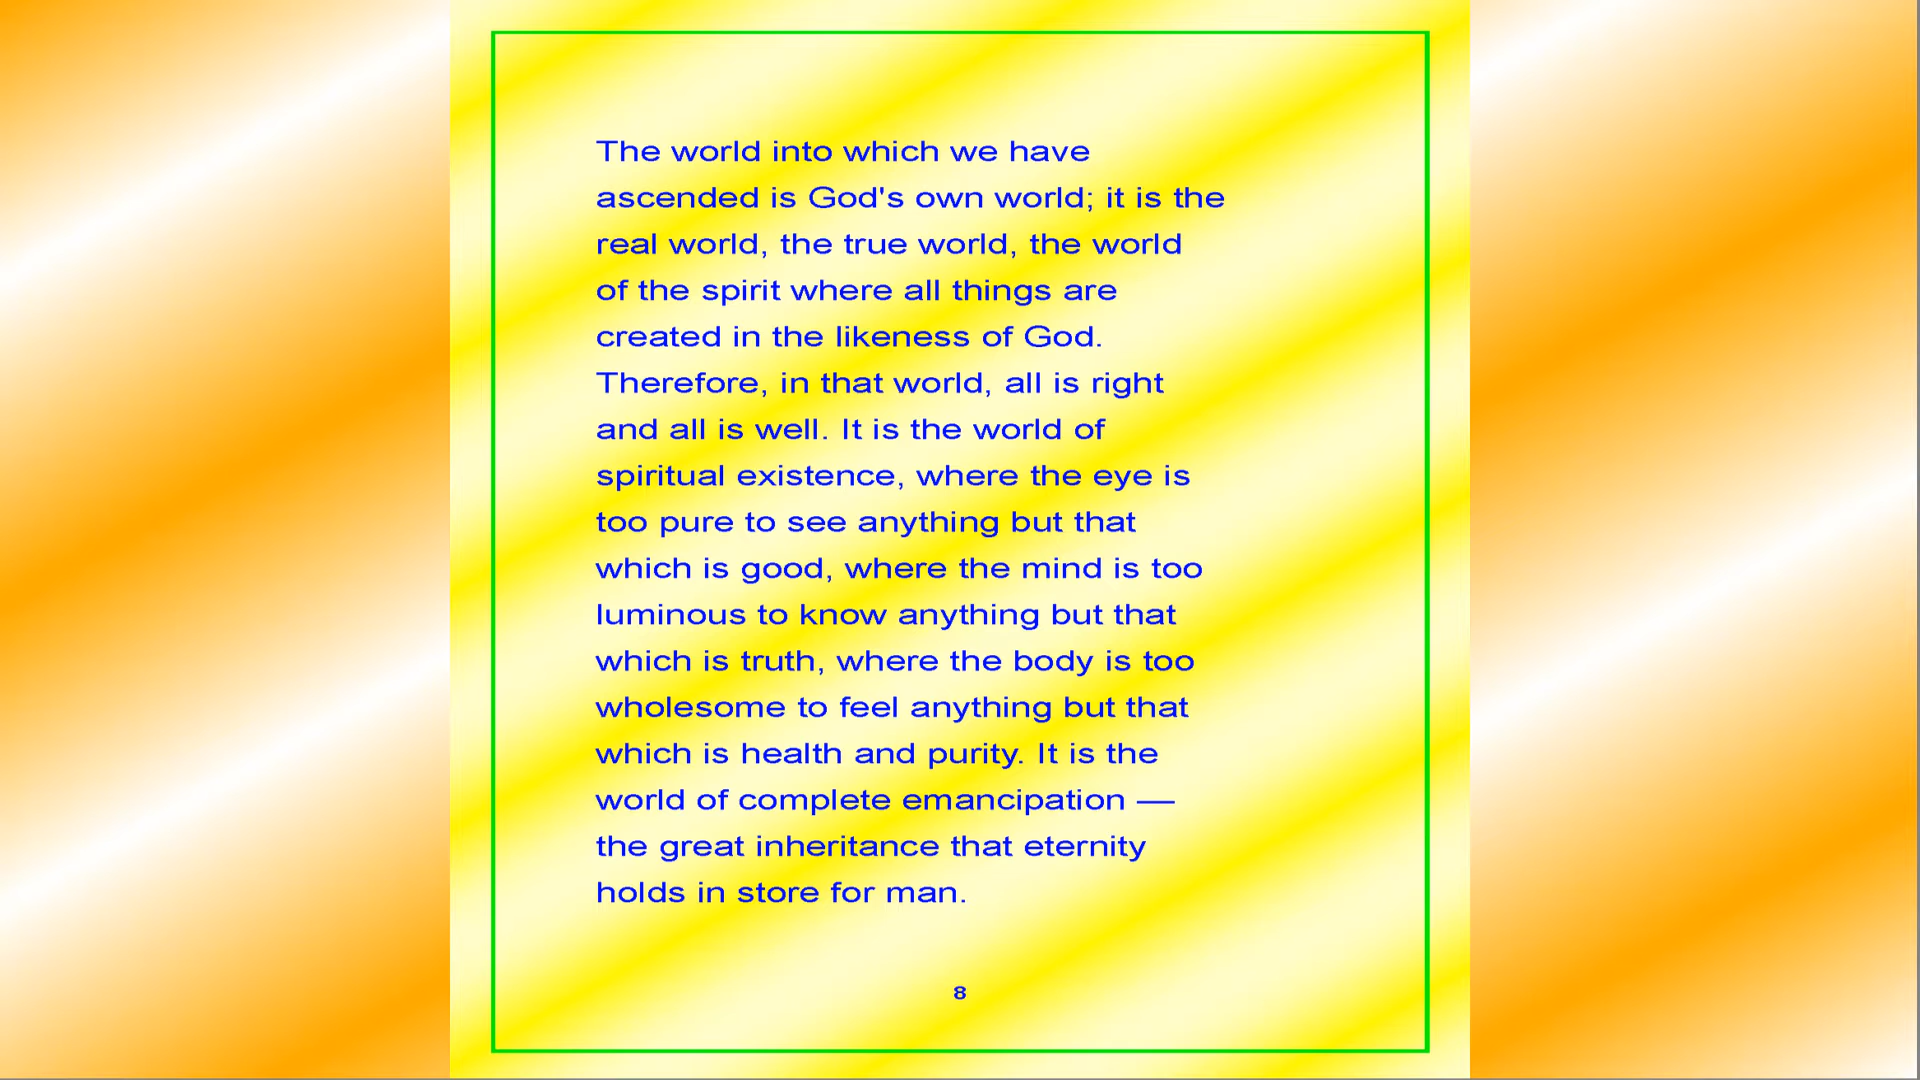 The world into which we have
ascended is God's own world; it is the
real world, the true world, the world
of the spirit where all things are
created in the likeness of God.
Therefore, in that world, all is right
and all is well. It is the world of
spiritual existence, where the eye is
too pure to see anything but that
which is good, where the mind is too
luminous to know anything but that
which is truth, where the body is too
wholesome to feel anything but that
which is health and purity. It is the
world of complete emancipation —
the great inheritance that eternity
holds in store for man.
8